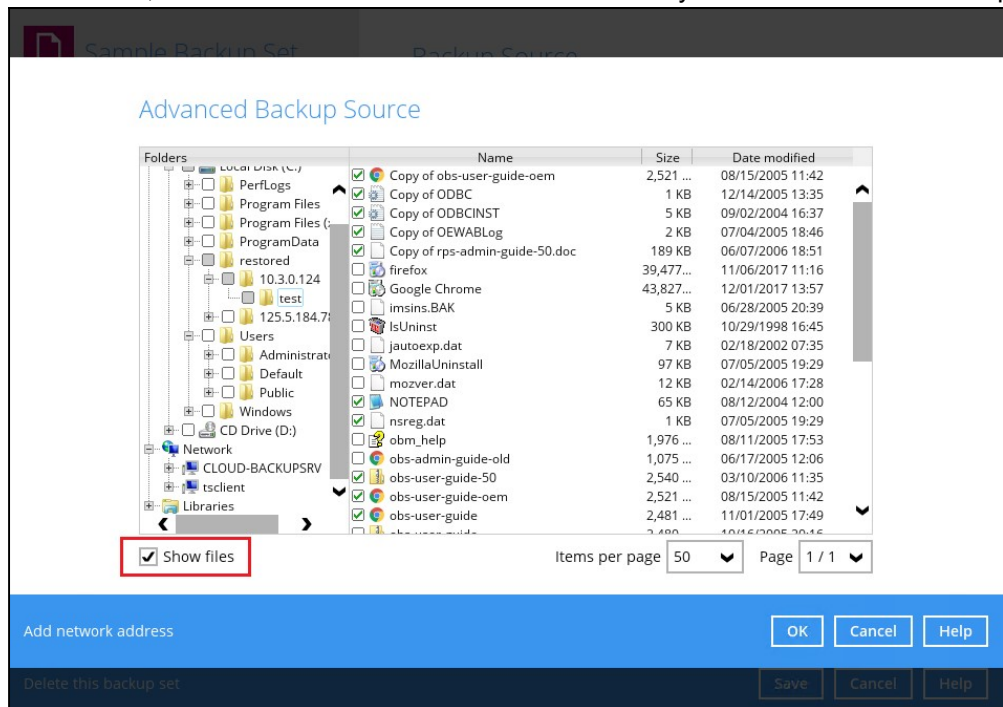 Sample Backup Set
Backup Source
Advanced Backup Source
Folders Name Size Date modified
Local Disk (C:)
PerfLogs
Program Files
Program Files (
ProgramData
restored
10.3.0.124
test
125.5.184.7
Users
Administrat
Default
Public
Windows
CD Drive (D:)
Network
CLOUD-BACKUPSRV
tsclient
Libraries
Copy of obs-user-guide-oem 2,521 ... 08/15/2005 11:42
Copy of ODBC 1 KB 12/14/2005 13:35
Copy of ODBCINST 5 KB 09/02/2004 16:37
Copy of OEWABLog 2 KB 07/04/2005 18:46
Copy of rps-admin-guide-50.doc 189 KB 06/07/2006 18:51
firefox 39,477... 11/06/2017 11:16
Google Chrome 43,827... 12/01/2017 13:57
imsins.BAK 5 KB 06/28/2005 20:39
IsUninst 300 KB 10/29/1998 16:45
jautoexp.dat 7 KB 02/18/2002 07:35
MozillaUninstall 97 KB 07/05/2005 19:29
mozver.dat 12 KB 02/14/2006 17:28
NOTEPAD 65 KB 08/12/2004 12:00
nsreg.dat 1 KB 07/05/2005 19:29
obm_help 1,976 ... 08/11/2005 17:53
obs-admin-guide-old 1,075 ... 06/17/2005 12:06
obs-user-guide-50 2,540 ... 03/10/2006 11:35
obs-user-guide-oem 2,521 ... 08/15/2005 11:42
obs-user-guide 2,481 ... 11/01/2005 17:49
Show files
Items per page 50 Page 1 / 1
Add network address
OK Cancel Help
Delete this backup set
Save Cancel Help